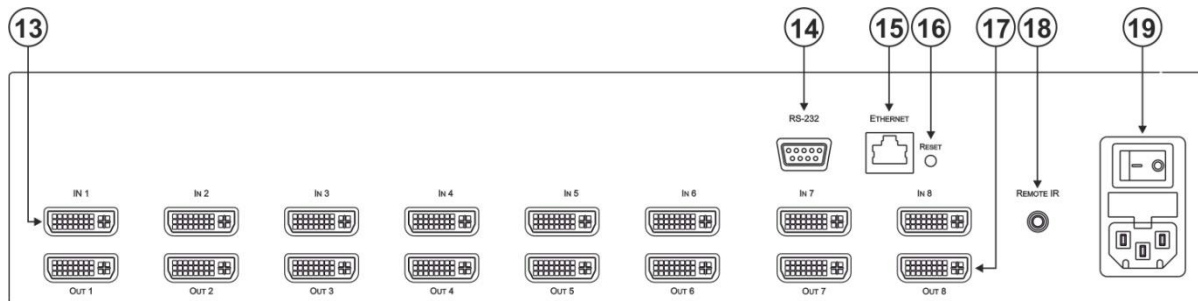 13 14 15 16 17 18 19
RS-232 ETHERNET
RESET
IN 1 IN 2 IN 3 IN 4 IN 5 IN 6 IN 7 IN 8 REMOTE IR
OUT 1 OUT 2 OUT 3 OUT 4 OUT 5 OUT 6 OUT 7 OUT 8